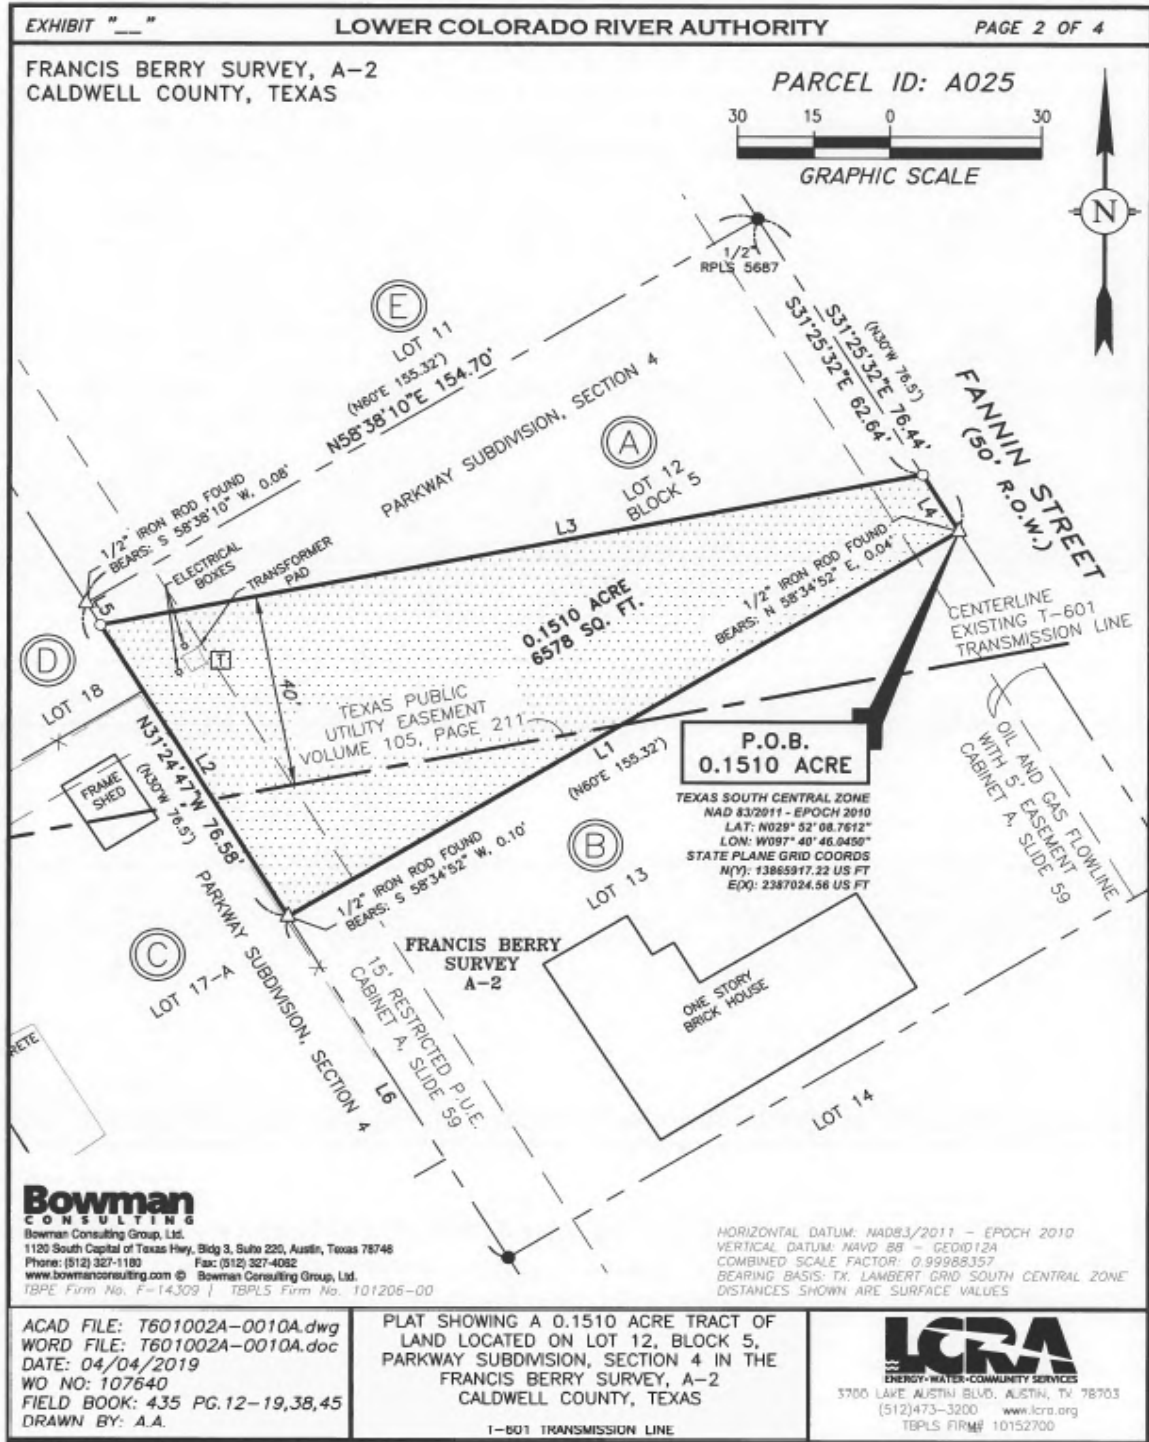 EXHIBIT "__"
LOWER COLORADO RIVER AUTHORITY
PAGE 2 OF 4
FRANCIS BERRY SURVEY, A-2
CALDWELL COUNTY, TEXAS
PARCEL ID: A025
30 15 0 30
GRAPHIC SCALE
N
1/2"
RPLS 5687
E
LOT 11
(N60°E 155.32')
N58°38'10"E 154.70'
PARKWAY SUBDIVISION, SECTION 4
(N30°W 76.5')
S31°25'32"E 76.44'
S31°25'32"E 62.64'
FANNIN STREET
(50' R.O.W.)
A
LOT 12
BLOCK 5
L3
L4
1/2" IRON ROD FOUND
BEARS: S 58°38'10" W, 0.08'
ELECTRICAL
BOXES
TRANSFORMER
PAD
L5
T
40'
0.1510 ACRE
6578 SQ. FT.
1/2" IRON ROD FOUND
BEARS: N 58°34'52" E, 0.04'
CENTERLINE
EXISTING T-601
TRANSMISSION LINE
D
LOT 18
TEXAS PUBLIC
UTILITY EASEMENT
VOLUME 105, PAGE 211
L1
(N60°E 155.32')
P.O.B.
0.1510 ACRE
TEXAS SOUTH CENTRAL ZONE
NAD 83/2011 - EPOCH 2010
LAT: N029° 52' 08.7612"
LON: W097° 40' 46.0450"
STATE PLANE GRID COORDS
N(Y): 13865917.22 US FT
E(X): 2387024.56 US FT
OIL AND GAS FLOWLINE
WITH 5' EASEMENT
CABINET A, SLIDE 59
FRAME
SHED
L2
N31°24'47"W 76.58'
(N30°W 76.5')
1/2" IRON ROD FOUND
BEARS: S 58°34'52" W, 0.10'
B
LOT 13
C
LOT 17-A
PARKWAY SUBDIVISION, SECTION 4
FRANCIS BERRY
SURVEY
A-2
15' RESTRICTED P.U.E.
CABINET A, SLIDE 59
ONE STORY
BRICK HOUSE
RETE
L6
LOT 14
Bowman
CONSULTING
Bowman Consulting Group, Ltd.
1120 South Capital of Texas Hwy, Bldg 3, Suite 220, Austin, Texas 78746
Phone: (512) 327-1180 Fax: (512) 327-4062
www.bowmanconsulting.com © Bowman Consulting Group, Ltd.
TBPE Firm No. F-14309 | TBPLS Firm No. 101206-00
HORIZONTAL DATUM: NAD83/2011 - EPOCH 2010
VERTICAL DATUM: NAVD 88 - GEOID12A
COMBINED SCALE FACTOR: 0.99988357
BEARING BASIS: TX. LAMBERT GRID SOUTH CENTRAL ZONE
DISTANCES SHOWN ARE SURFACE VALUES
ACAD FILE: T601002A-0010A.dwg
WORD FILE: T601002A-0010A.doc
DATE: 04/04/2019
WO NO: 107640
FIELD BOOK: 435 PG.12-19,38,45
DRAWN BY: A.A.
PLAT SHOWING A 0.1510 ACRE TRACT OF
LAND LOCATED ON LOT 12, BLOCK 5,
PARKWAY SUBDIVISION, SECTION 4 IN THE
FRANCIS BERRY SURVEY, A-2
CALDWELL COUNTY, TEXAS
T-601 TRANSMISSION LINE
LCRA
ENERGY•WATER•COMMUNITY SERVICES
3700 LAKE AUSTIN BLVD. AUSTIN, TX 78703
(512)473-3200 www.lcra.org
TBPLS FIRM# 10152700